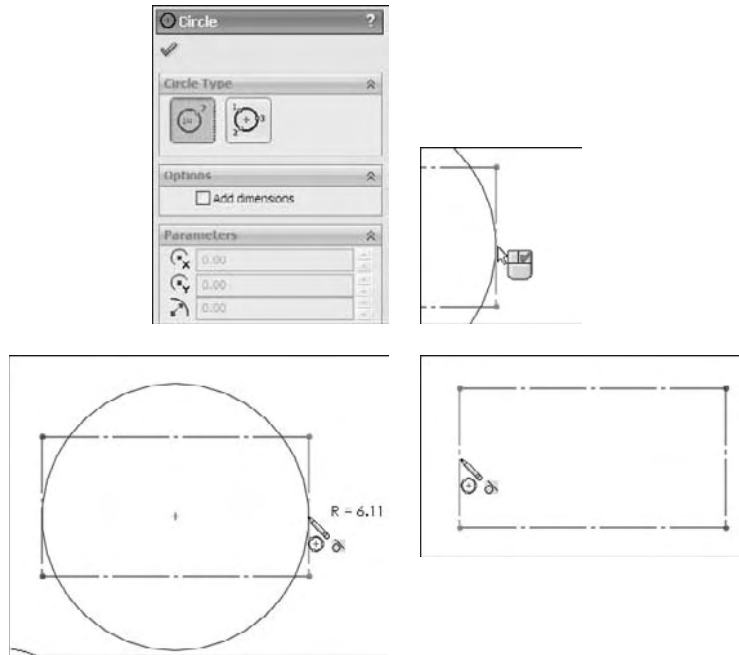 Circle ?
Circle Type
Options
Add dimensions
Parameters
0.00
0.00
0.00
R = 6.11